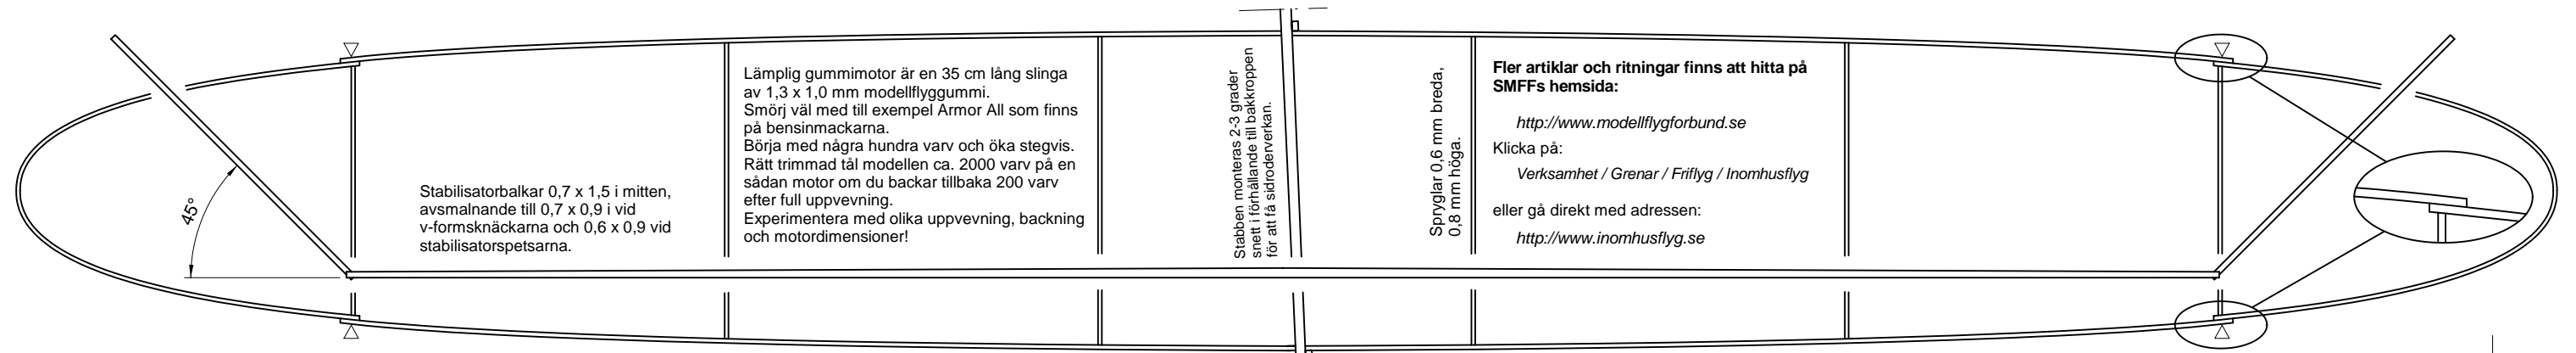 45°
Stabilisatorbalkar 0,7 x 1,5 i mitten,
avsmalnande till 0,7 x 0,9 i vid
v-formsknäckarna och 0,6 x 0,9 vid
stabilisatorspetsarna.
Lämplig gummimotor är en 35 cm lång slinga
av 1,3 x 1,0 mm modellflyggummi.
Smörj väl med till exempel Armor All som finns
på bensinmackarna.
Börja med några hundra varv och öka stegvis.
Rätt trimmad tål modellen ca. 2000 varv på en
sådan motor om du backar tillbaka 200 varv
efter full uppvevning.
Experimentera med olika uppvevning, backning
och motordimensioner!
Stabben monteras 2-3 grader
snett i förhållande till bakkroppen
för att få sidroderverkan.
Spryglar 0,6 mm breda,
0,8 mm höga.
Fler artiklar och ritningar finns att hitta på
SMFFs hemsida:
http://www.modellflygforbund.se
Klicka på:
Verksamhet / Grenar / Friflyg / Inomhusflyg
eller gå direkt med adressen:
http://www.inomhusflyg.se